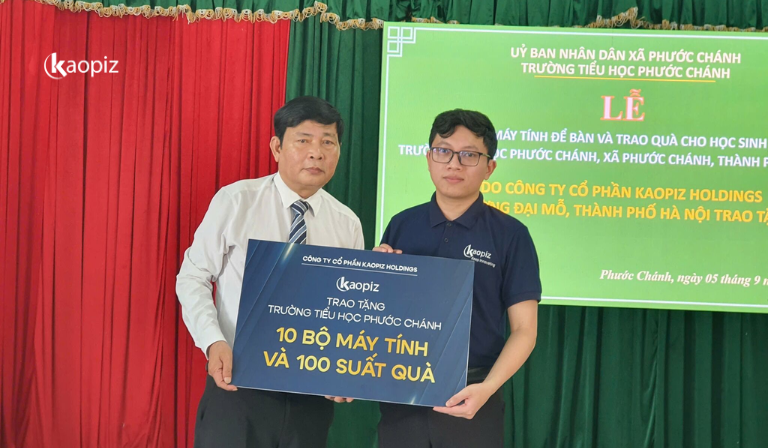 kaopiz
ỦY BAN NHÂN DÂN XÃ PHƯỚC CHÁNH
TRƯỜNG TIỂU HỌC PHƯỚC CHÁNH
LỄ
MÁY TÍNH ĐỂ BÀN VÀ TRAO QUÀ CHO HỌC SINH
HỌC PHƯỚC CHÁNH, XÃ PHƯỚC CHÁNH, THÀNH
DO CÔNG TY CỔ PHẦN KAOPIZ HOLDINGS
ĐẠI MỖ, THÀNH PHỐ HÀ NỘI TRAO
Phước Chánh, ngày 05 tháng 9
kaopiz
CÔNG TY CỔ PHẦN KAOPIZ HOLDINGS
kaopiz
TRAO TẶNG
TRƯỜNG TIỂU HỌC PHƯỚC CHÁNH
10 BỘ MÁY TÍNH
VÀ 100 SUẤT QUÀ